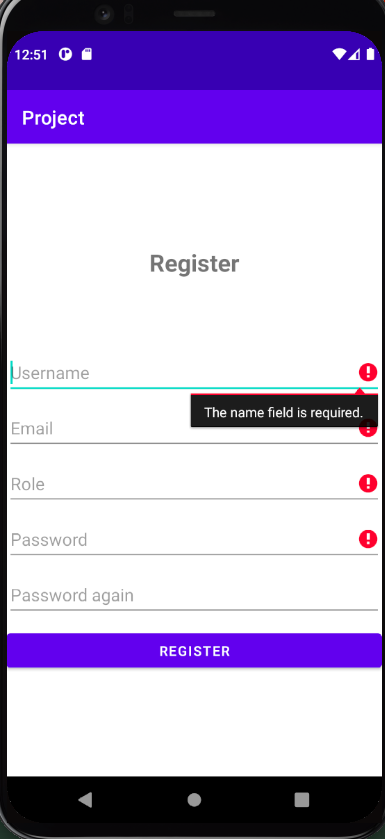 12:51
Project
Register
Username
The name field is required.
Email
Role
Password
Password again
REGISTER